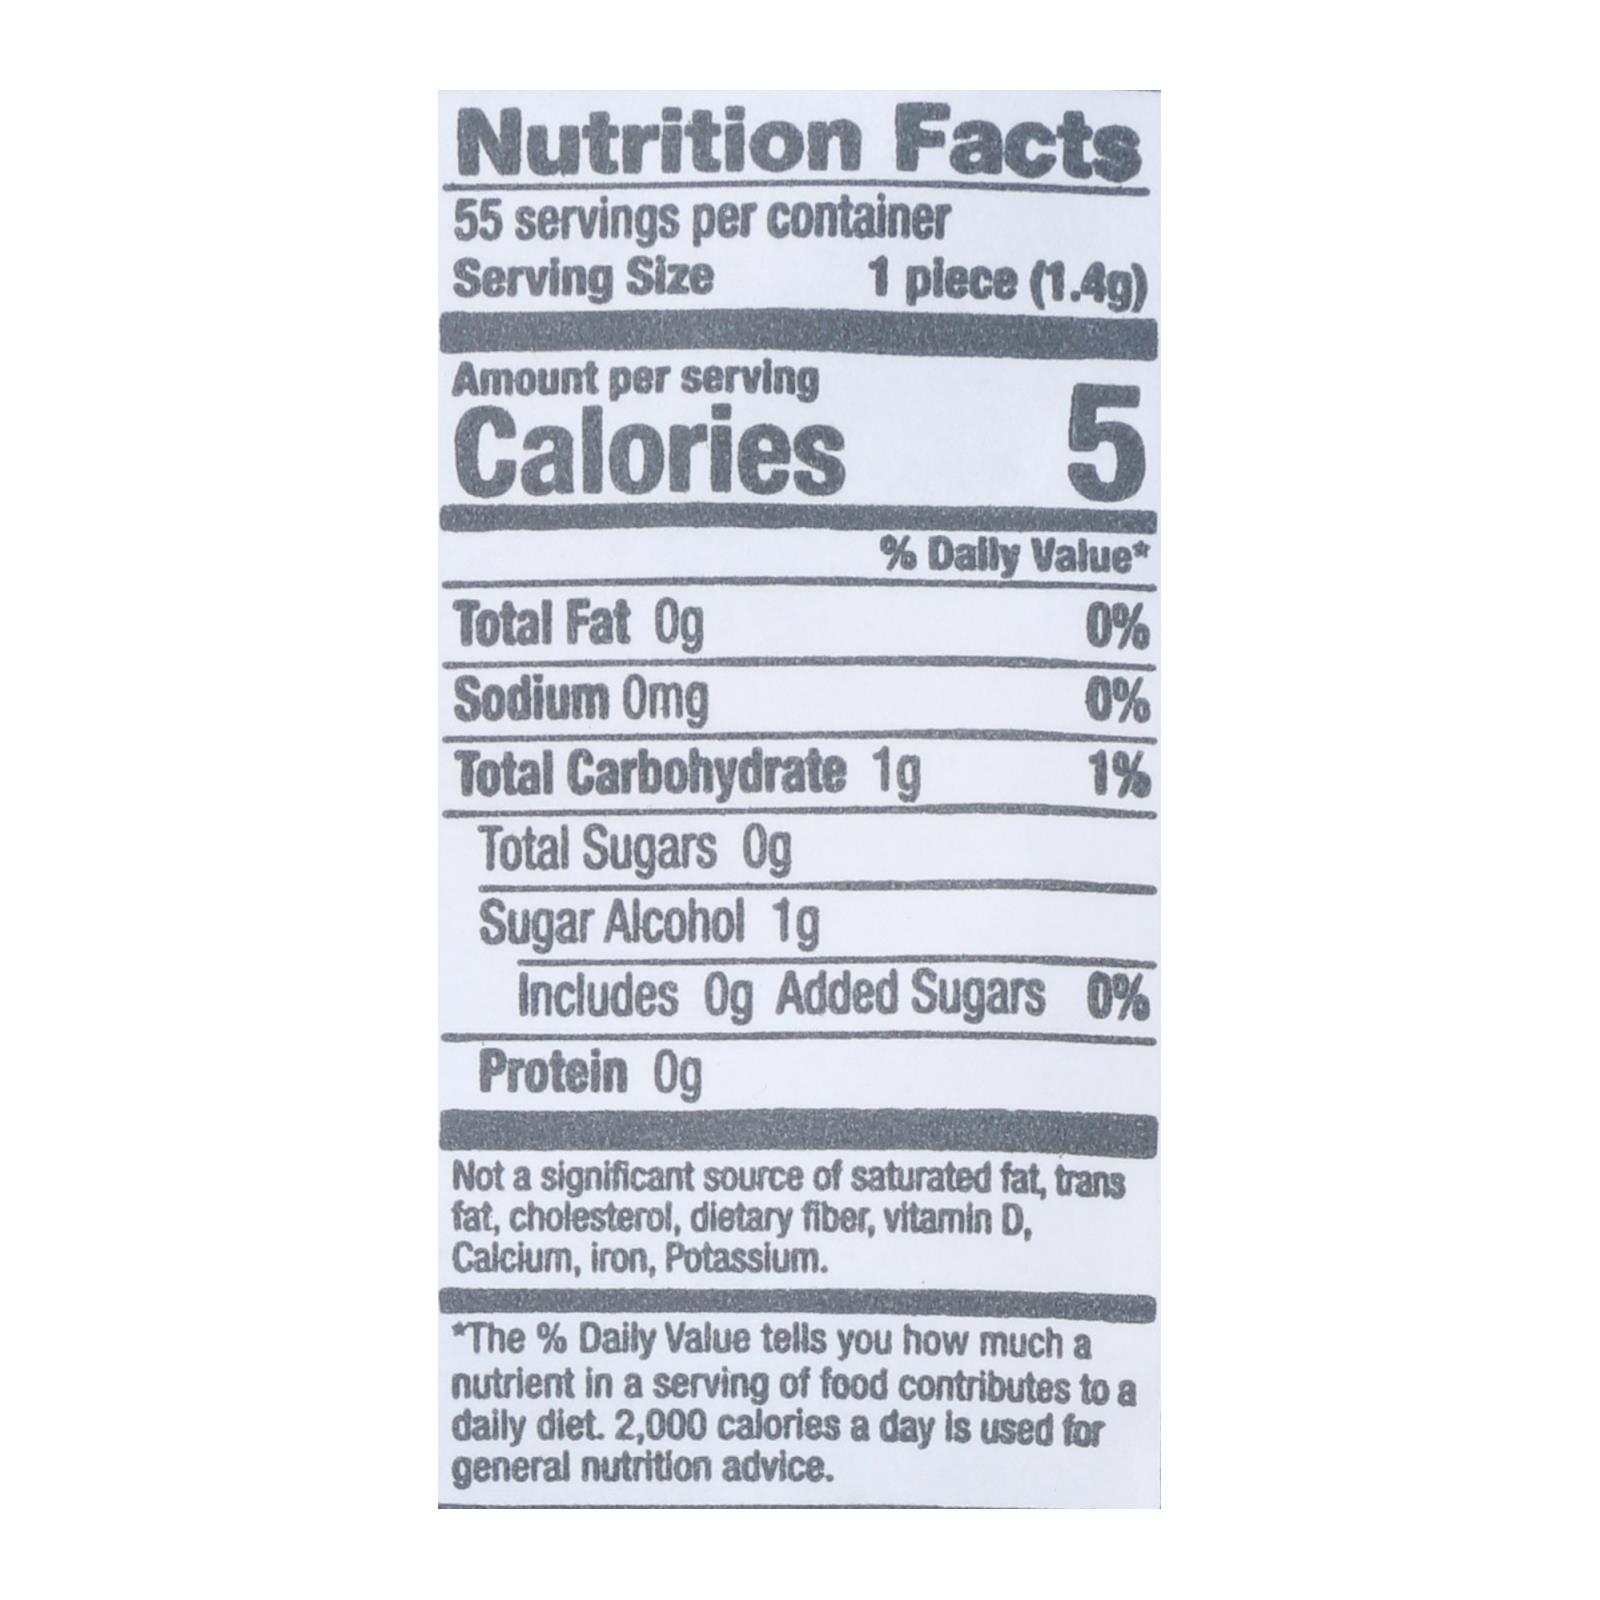 Nutrition Facts
55 servings per container
Serving Size 1 piece (1.4g)
Amount per serving
Calories 5
% Daily Value*
Total Fat 0g 0%
Sodium 0mg 0%
Total Carbohydrate 1g 1%
Total Sugars 0g
Sugar Alcohol 1g
Includes 0g Added Sugars 0%
Protein 0g
Not a significant source of saturated fat, trans
fat, cholesterol, dietary fiber, vitamin D,
Calcium, iron, Potassium.
*The % Daily Value tells you how much a
nutrient in a serving of food contributes to a
daily diet. 2,000 calories a day is used for
general nutrition advice.